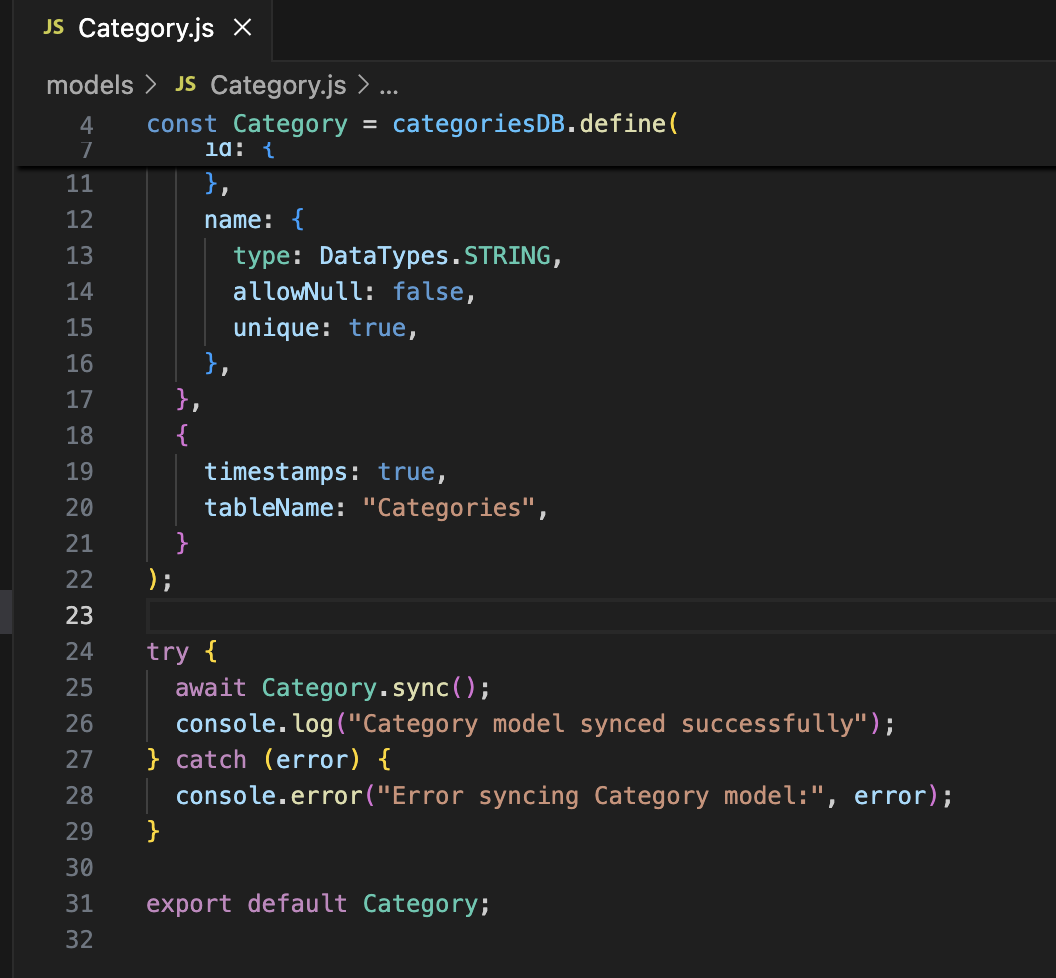 JS Category.js ×
models > JS Category.js > ...
4 const Category = categoriesDB.define(
7 id: {
11 },
12 name: {
13 type: DataTypes.STRING,
14 allowNull: false,
15 unique: true,
16 },
17 },
18 {
19 timestamps: true,
20 tableName: "Categories",
21 }
22 );
23
24 try {
25 await Category.sync();
26 console.log("Category model synced successfully");
27 } catch (error) {
28 console.error("Error syncing Category model:", error);
29 }
30
31 export default Category;
32